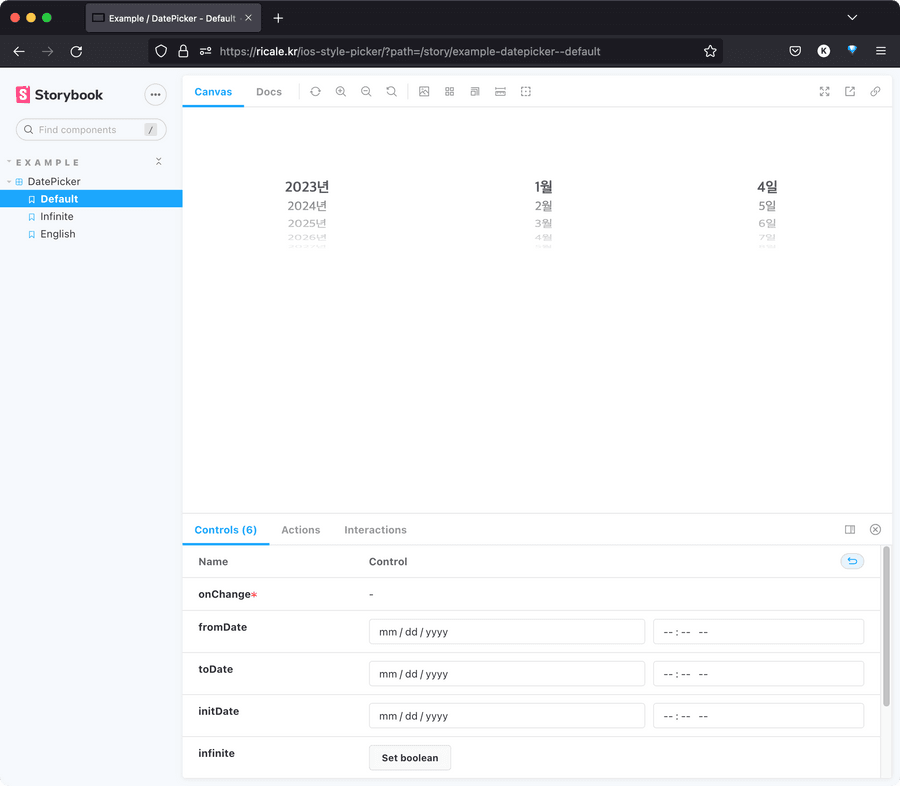 Example / DatePicker - Default
https://ricale.kr/ios-style-picker/?path=/story/example-datepicker--default
K
S Storybook
Find components /
EXAMPLE
DatePicker
Default
Infinite
English
Canvas Docs
2023년 1월 4일
2024년 2월 5일
2025년 3월 6일
2026년 4월 7일
Controls (6) Actions Interactions
Name Control
onChange* -
fromDate mm / dd / yyyy -- : -- --
toDate mm / dd / yyyy -- : -- --
initDate mm / dd / yyyy -- : -- --
infinite Set boolean